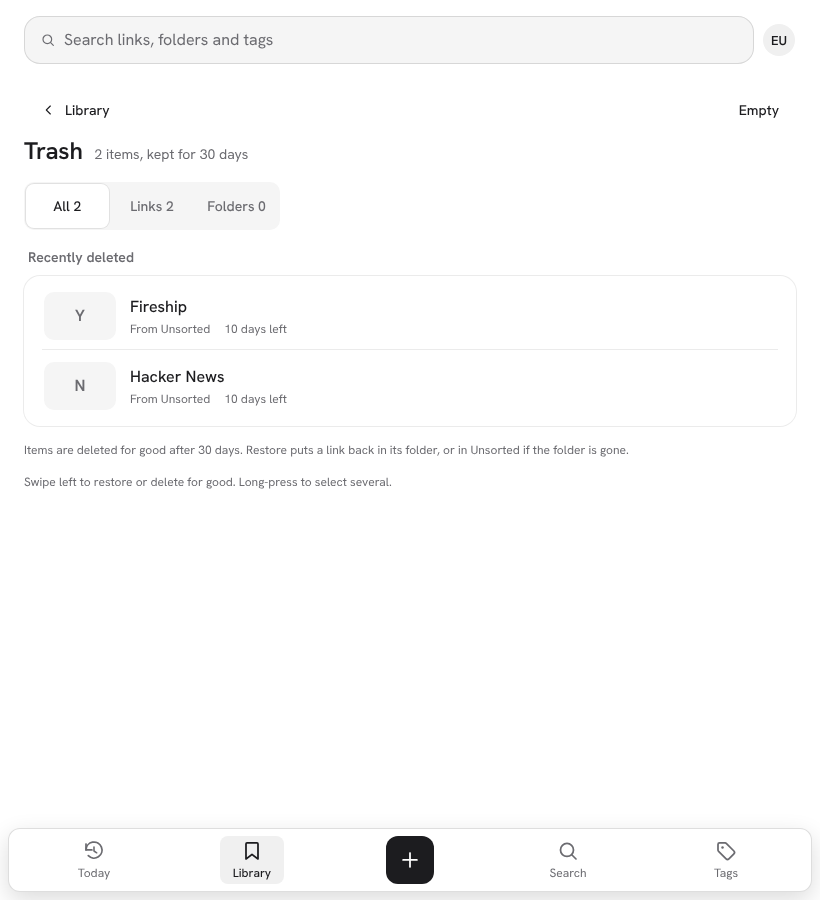 Search links, folders and tags
EU
Library
Empty
Trash 2 items, kept for 30 days
All 2 Links 2 Folders 0
Recently deleted
Y
Fireship
From Unsorted 10 days left
N
Hacker News
From Unsorted 10 days left
Items are deleted for good after 30 days. Restore puts a link back in its folder, or in Unsorted if the folder is gone.
Swipe left to restore or delete for good. Long-press to select several.
Today Library Search Tags